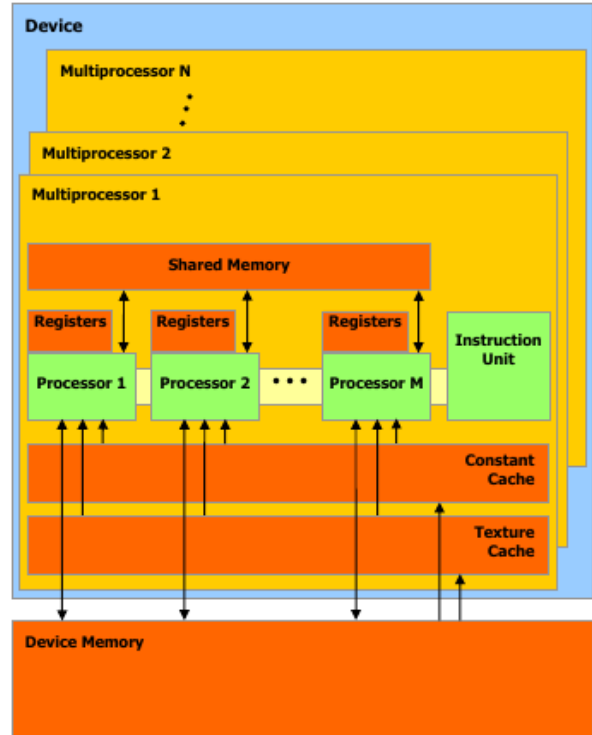 Device
Multiprocessor N
Multiprocessor 2
Multiprocessor 1
Shared Memory
Registers
Registers
Registers
Instruction
Unit
Processor 1
Processor 2
• • •
Processor M
Constant
Cache
Texture
Cache
Device Memory